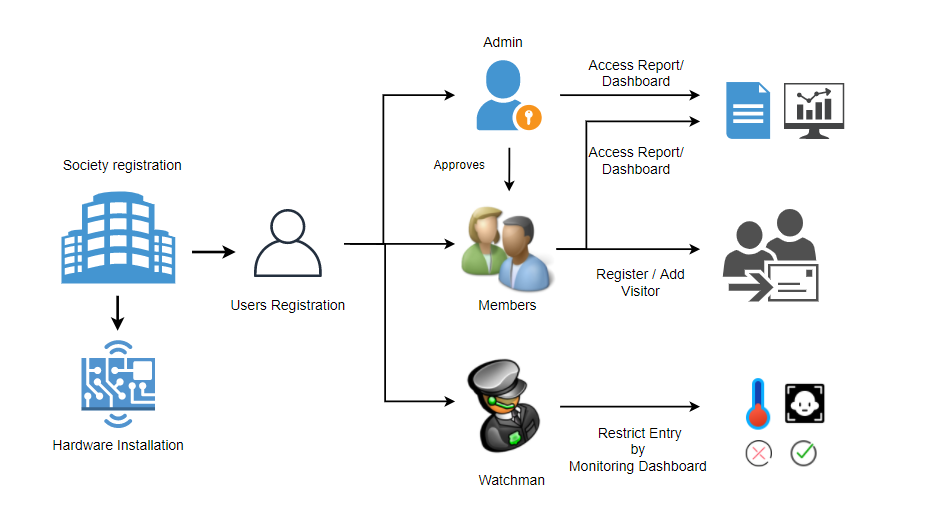 Admin
Access Report/
Dashboard
Approves
Access Report/
Dashboard
Society registration
Users Registration
Members
Register / Add
Visitor
Hardware Installation
Restrict Entry
by
Monitoring Dashboard
Watchman